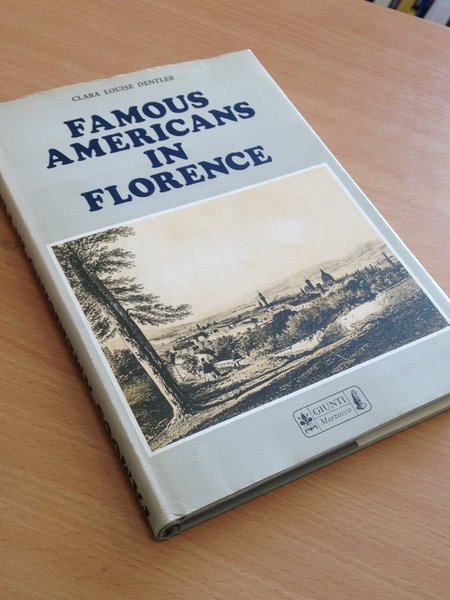 CLARA LOUISE DENTLER
FAMOUS
AMERICANS
IN
FLORENCE
GIUNTI
Marzocco